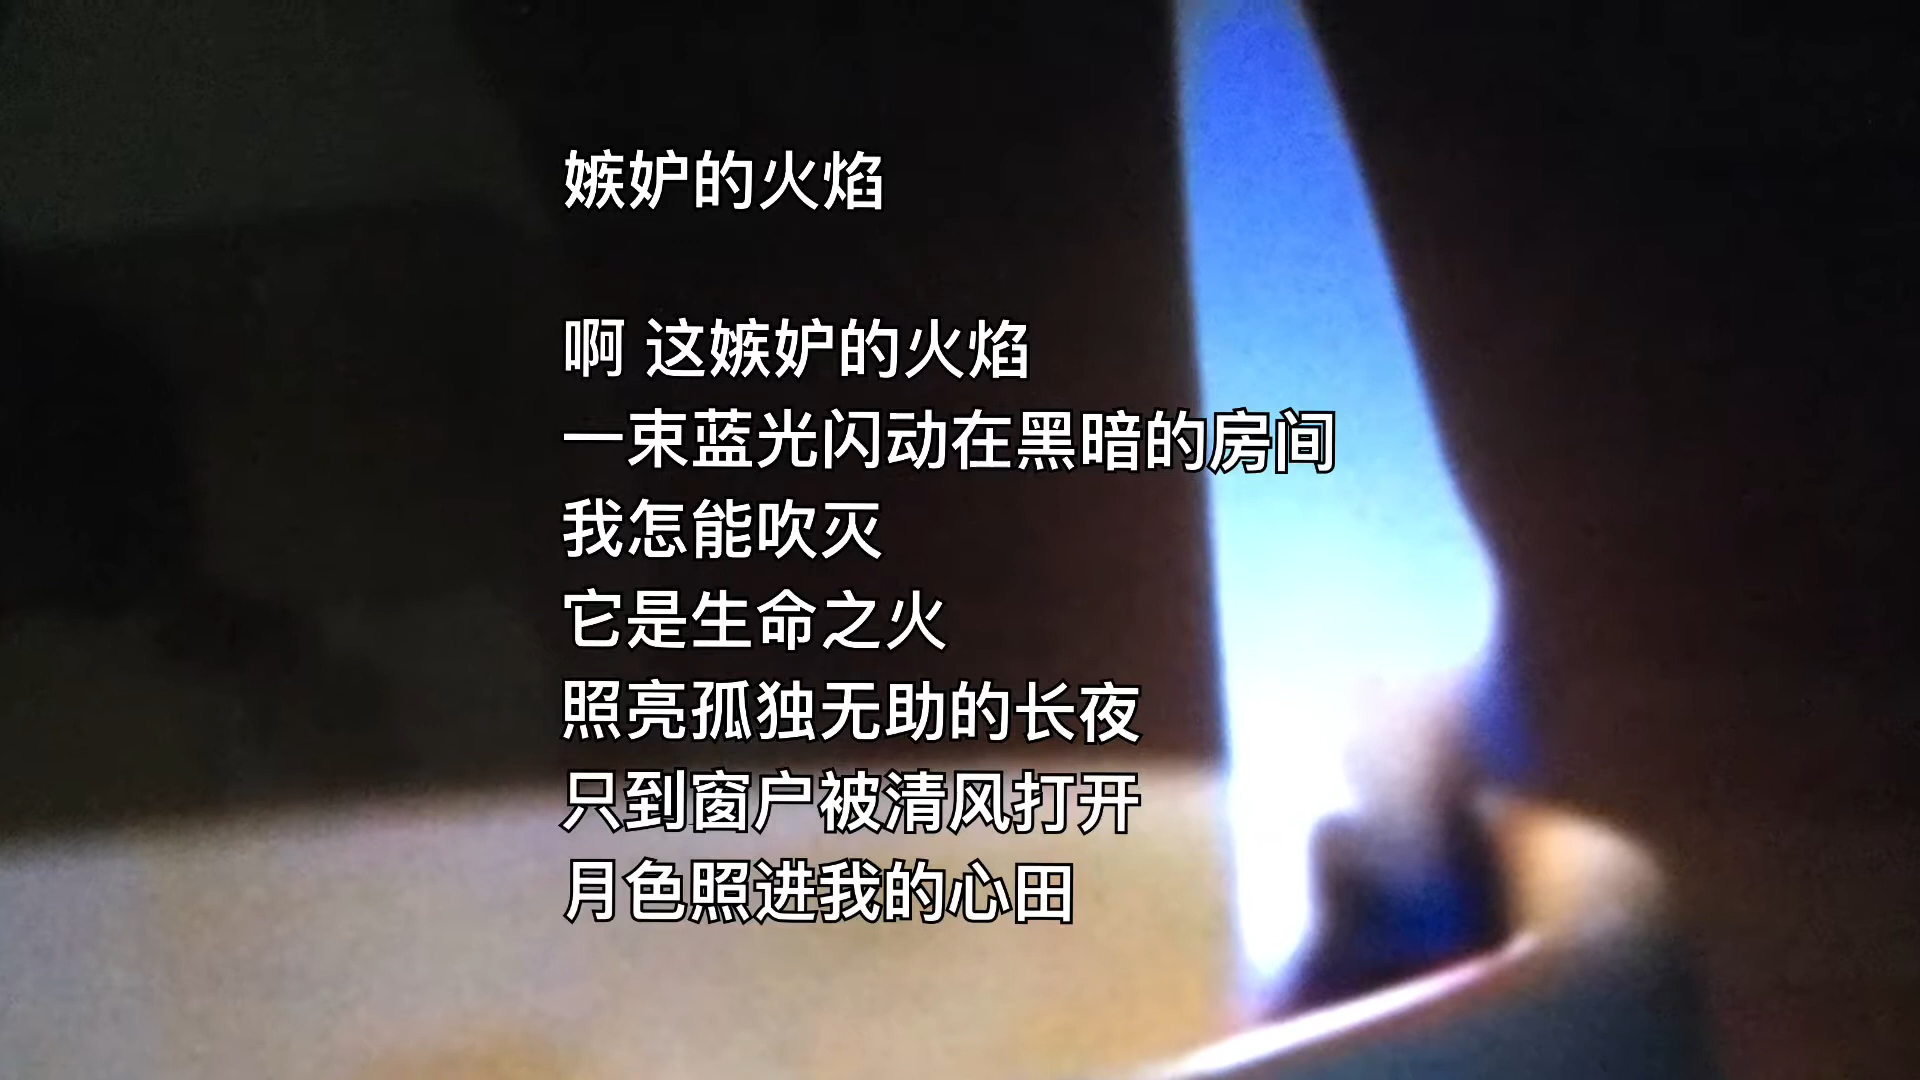 嫉妒的火焰
啊 这嫉妒的火焰
一束蓝光闪动在黑暗的房间
我怎能吹灭
它是生命之火
照亮孤独无助的长夜
只到窗户被清风打开
月色照进我的心田